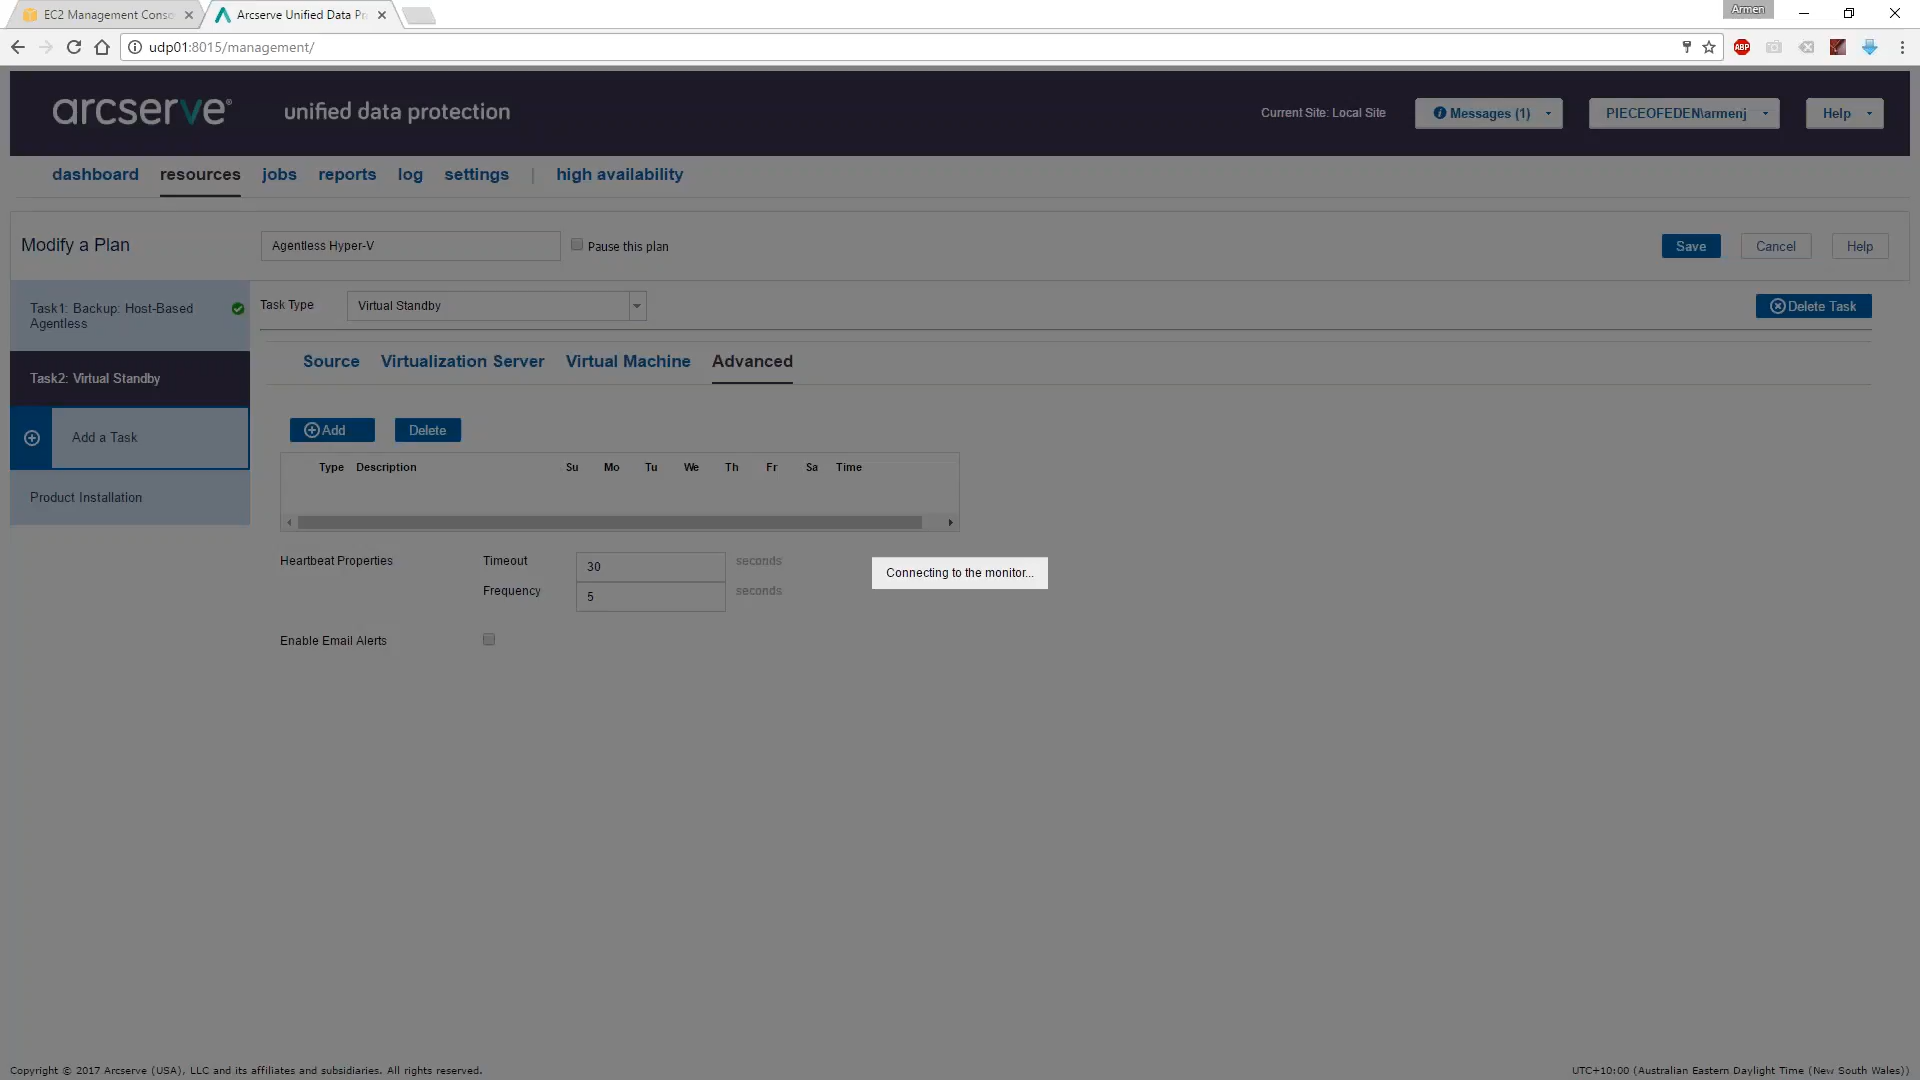 EC2 Management Conso
Arcserve Unified Data Pr
Armen
udp01:8015/management/
ABP
arcserve®
unified data protection
Current Site: Local Site
Messages (1)
PIECEOFEDEN\armenj
Help
dashboard
resources
jobs
reports
log
settings
|
high availability
Modify a Plan
Agentless Hyper-V
Pause this plan
Save
Cancel
Help
Task1: Backup: Host-Based
Agentless
Task Type
Virtual Standby
Delete Task
Task2: Virtual Standby
Add a Task
Product Installation
Source
Virtualization Server
Virtual Machine
Advanced
Add
Delete
Type Description Su Mo Tu We Th Fr Sa Time
Heartbeat Properties
Timeout
30
seconds
Frequency
5
seconds
Connecting to the monitor...
Enable Email Alerts
Copyright © 2017 Arcserve (USA), LLC and its affiliates and subsidiaries. All rights reserved.
UTC+10:00 (Australian Eastern Daylight Time (New South Wales))